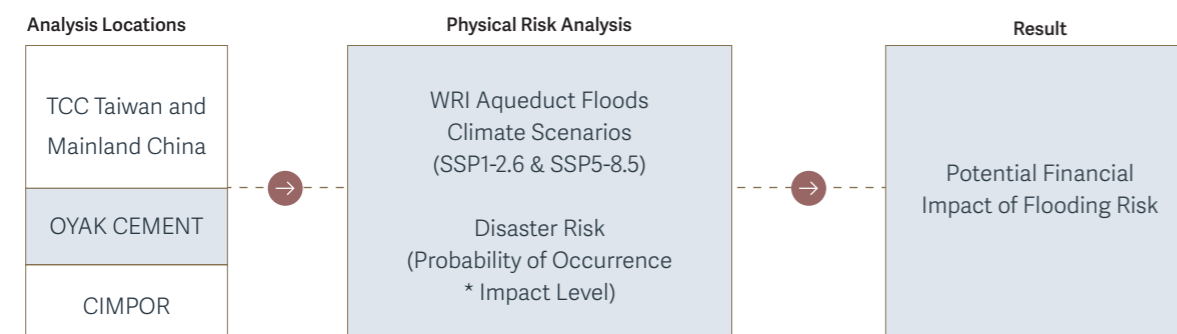 Analysis Locations
TCC Taiwan and
Mainland China
OYAK CEMENT
CIMPOR
Physical Risk Analysis
WRI Aqueduct Floods
Climate Scenarios
(SSP1-2.6 & SSP5-8.5)
Disaster Risk
(Probability of Occurrence
* Impact Level)
Result
Potential Financial
Impact of Flooding Risk